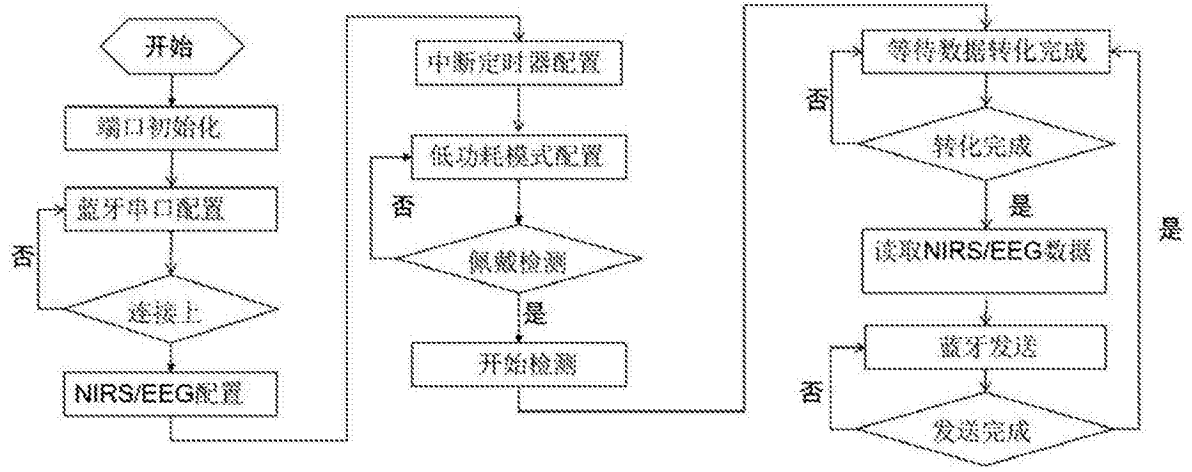 开始
端口初始化
蓝牙串口配置
否
连接上
NIRS/EEG配置
中断定时器配置
低功耗模式配置
否
佩戴检测
是
开始检测
等待数据转化完成
否
转化完成
是
是
读取NIRS/EEG数据
蓝牙发送
否
发送完成